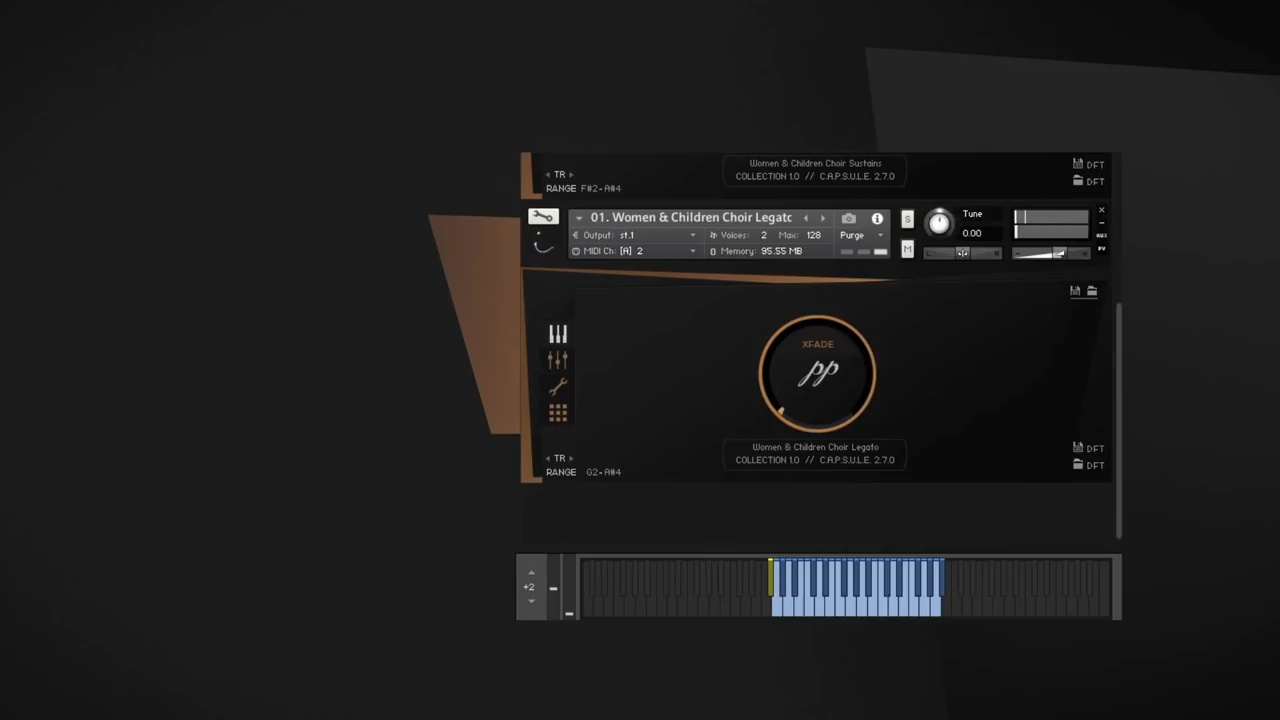 Women & Children Choir Sustains
COLLECTION 1.0 // C.A.P.S.U.L.E. 2.7.0
TR
RANGE F#2-A#4
DFT
DFT
01. Women & Children Choir Legatc
Output: st.1
Voices: 2 Max: 128
Purge
MIDI Ch: [A] 2
Memory: 95.55 MB
S
M
Tune
0.00
AUX
PV
XFADE
pp
Women & Children Choir Legato
COLLECTION 1.0 // C.A.P.S.U.L.E. 2.7.0
TR
RANGE G2-A#4
DFT
DFT
+2